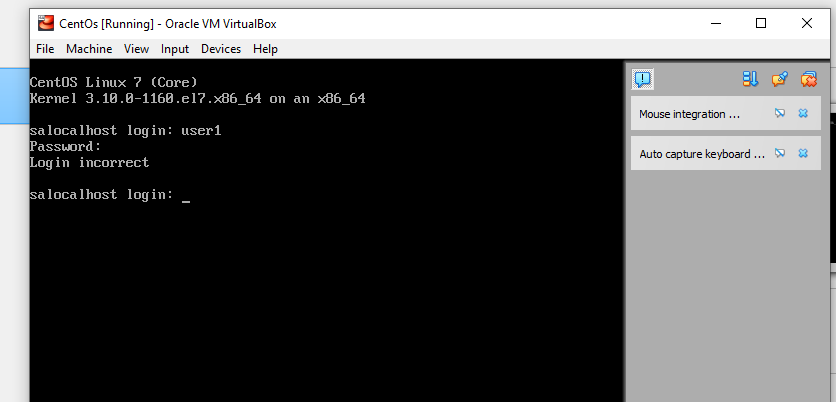 CentOs [Running] - Oracle VM VirtualBox
File Machine View Input Devices Help
CentOS Linux 7 (Core)
Kernel 3.10.0-1160.el7.x86_64 on an x86_64
salocalhost login: user1
Password:
Login incorrect
salocalhost login: _
Mouse integration ...
Auto capture keyboard ...